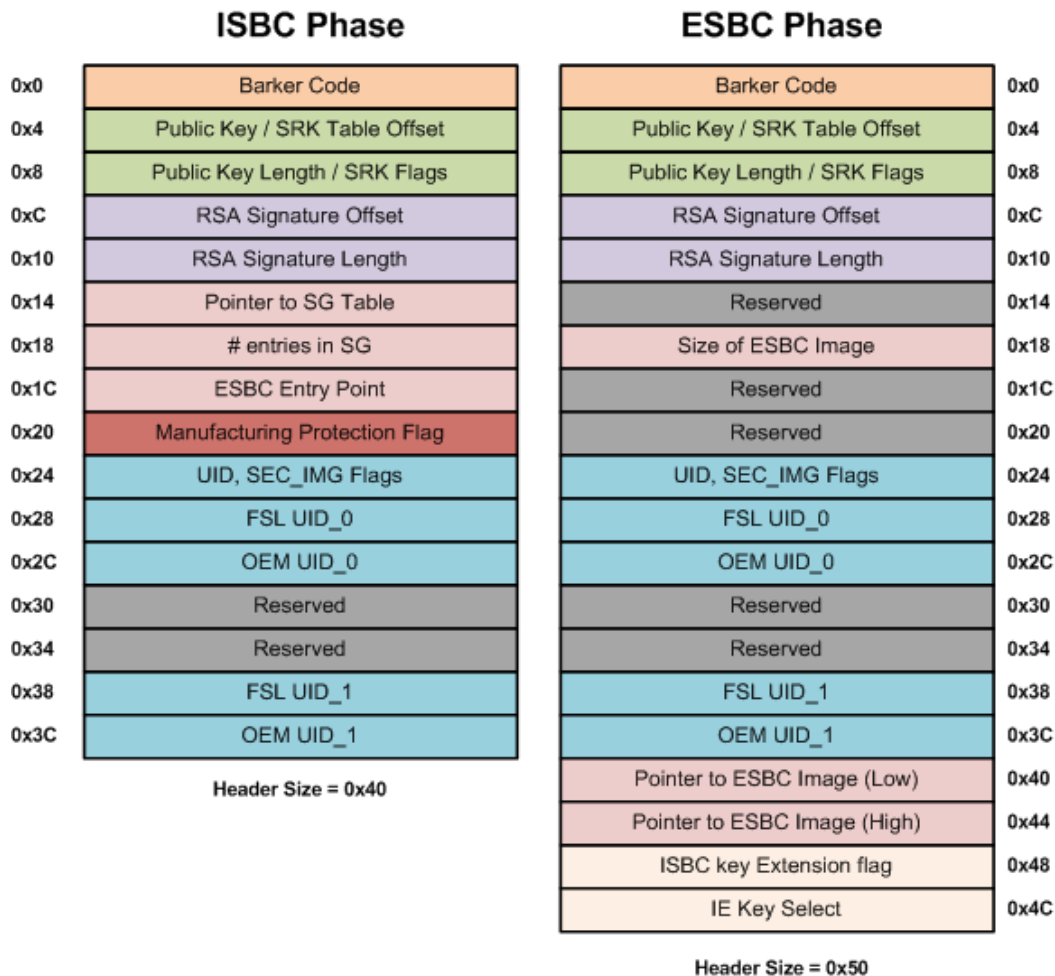 ISBC Phase
ESBC Phase
0x0 Barker Code Barker Code 0x0
0x4 Public Key / SRK Table Offset Public Key / SRK Table Offset 0x4
0x8 Public Key Length / SRK Flags Public Key Length / SRK Flags 0x8
0xC RSA Signature Offset RSA Signature Offset 0xC
0x10 RSA Signature Length RSA Signature Length 0x10
0x14 Pointer to SG Table Reserved 0x14
0x18 # entries in SG Size of ESBC Image 0x18
0x1C ESBC Entry Point Reserved 0x1C
0x20 Manufacturing Protection Flag Reserved 0x20
0x24 UID, SEC_IMG Flags UID, SEC_IMG Flags 0x24
0x28 FSL UID_0 FSL UID_0 0x28
0x2C OEM UID_0 OEM UID_0 0x2C
0x30 Reserved Reserved 0x30
0x34 Reserved Reserved 0x34
0x38 FSL UID_1 FSL UID_1 0x38
0x3C OEM UID_1 OEM UID_1 0x3C
Header Size = 0x40
Pointer to ESBC Image (Low) 0x40
Pointer to ESBC Image (High) 0x44
ISBC key Extension flag 0x48
IE Key Select 0x4C
Header Size = 0x50